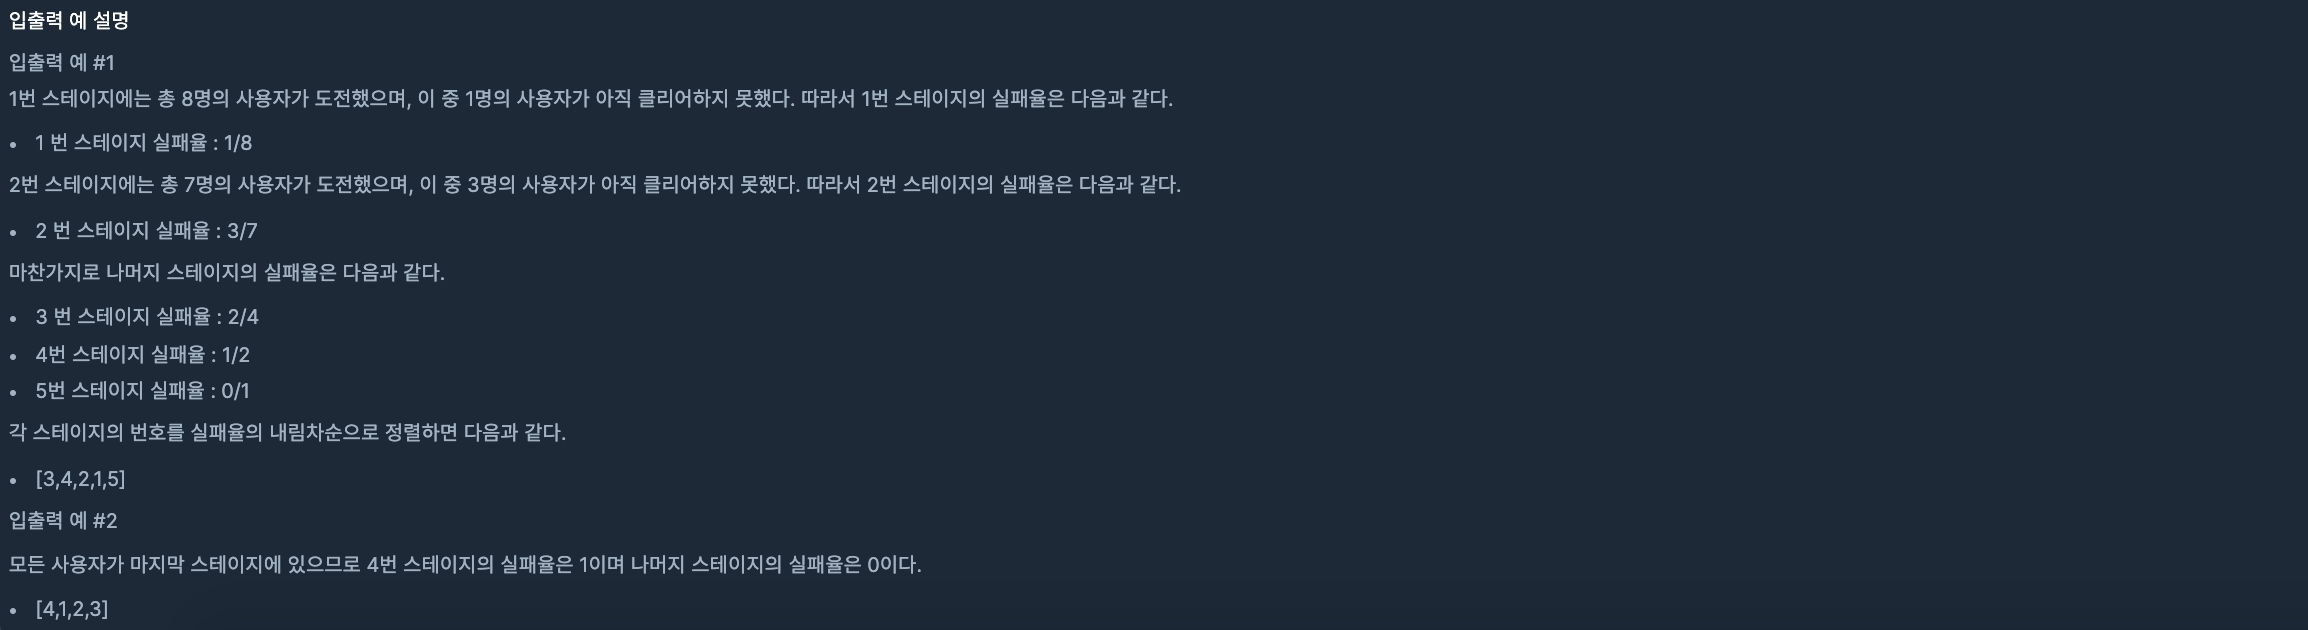 입출력 예 설명
입출력 예 #1
1번 스테이지에는 총 8명의 사용자가 도전했으며, 이 중 1명의 사용자가 아직 클리어하지 못했다. 따라서 1번 스테이지의 실패율은 다음과 같다.
• 1 번 스테이지 실패율 : 1/8
2번 스테이지에는 총 7명의 사용자가 도전했으며, 이 중 3명의 사용자가 아직 클리어하지 못했다. 따라서 2번 스테이지의 실패율은 다음과 같다.
• 2 번 스테이지 실패율 : 3/7
마찬가지로 나머지 스테이지의 실패율은 다음과 같다.
• 3 번 스테이지 실패율 : 2/4
• 4번 스테이지 실패율 : 1/2
• 5번 스테이지 실패율 : 0/1
각 스테이지의 번호를 실패율의 내림차순으로 정렬하면 다음과 같다.
• [3,4,2,1,5]
입출력 예 #2
모든 사용자가 마지막 스테이지에 있으므로 4번 스테이지의 실패율은 1이며 나머지 스테이지의 실패율은 0이다.
• [4,1,2,3]